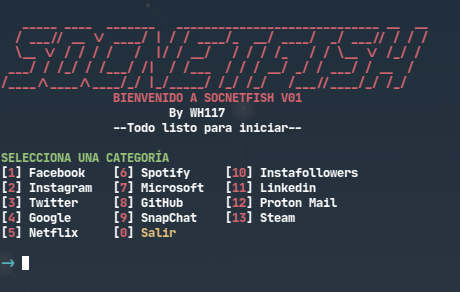 SOCNETFISH
BIENVENIDO A SOCNETFISH V01
By WH117
--Todo listo para iniciar--
SELECCIONA UNA CATEGORÍA
[1] Facebook [6] Spotify [10] Instafollowers
[2] Instagram [7] Microsoft [11] Linkedin
[3] Twitter [8] GitHub [12] Proton Mail
[4] Google [9] SnapChat [13] Steam
[5] Netflix [0] Salir
→